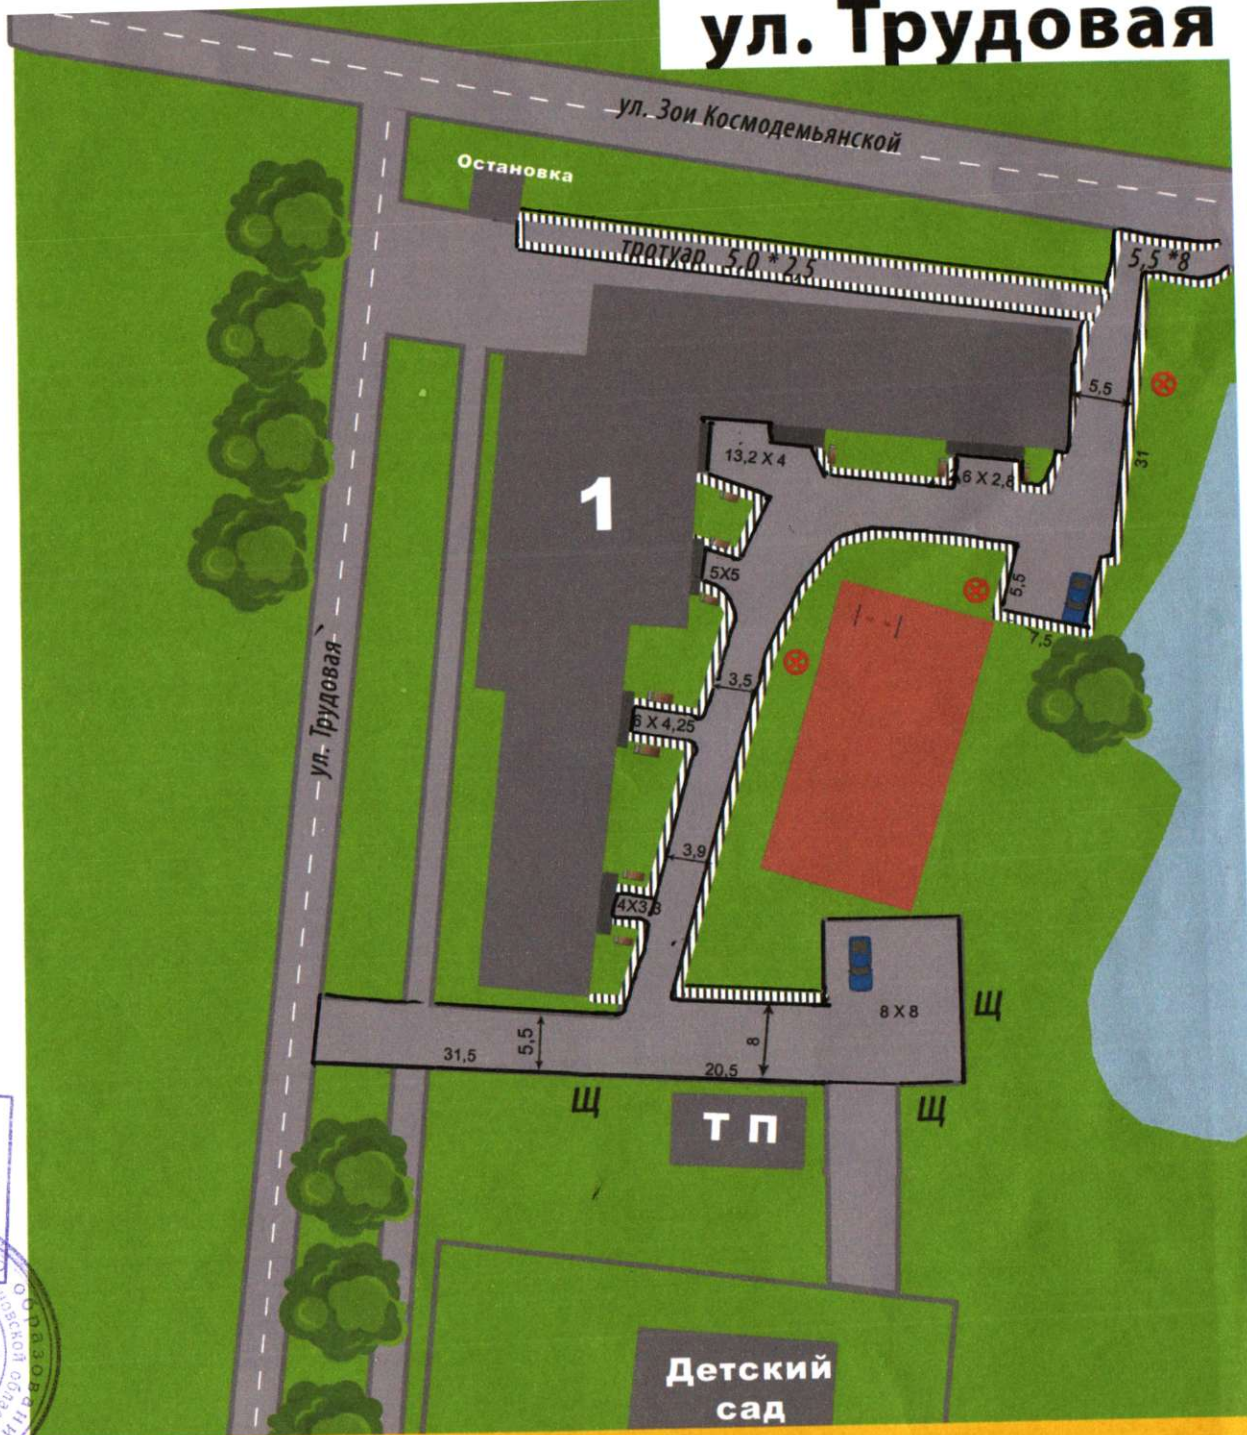 ул. Трудовая
ул. Зои Космодемьянской
Остановка
тротуар 5,0 * 2,5
5,5 *8
5,5
31
13,2 X 4
6 X 2,8
1
5X5
5,5
7,5
3,5
6 X 4,25
ул. Трудовая
3,9
4X3,3
8 X 8
Щ
5,5
8
31,5
20,5
Щ
Щ
Т П
Детский
сад